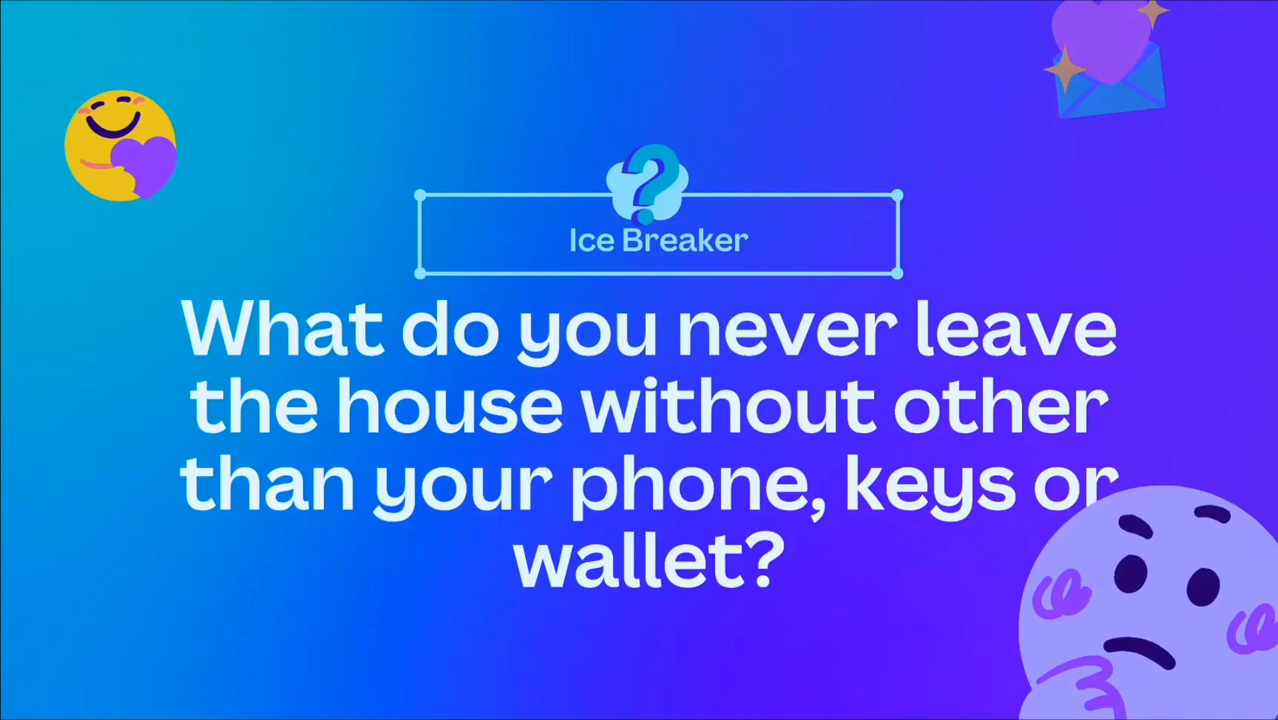 ?
Ice Breaker
What do you never leave
the house without other
than your phone, keys or
wallet?